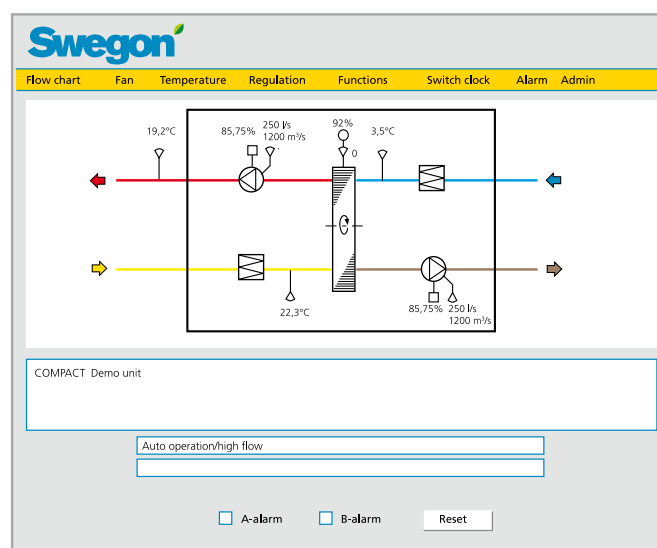 Swegon
Flow chart Fan Temperature Regulation Functions Switch clock Alarm Admin
19,2°C 85,75% 250 l/s 92% 3,5°C
1200 m³/s
0
22,3°C
85,75% 250 l/s
1200 m³/s
COMPACT Demo unit
Auto operation/high flow
A-alarm B-alarm Reset